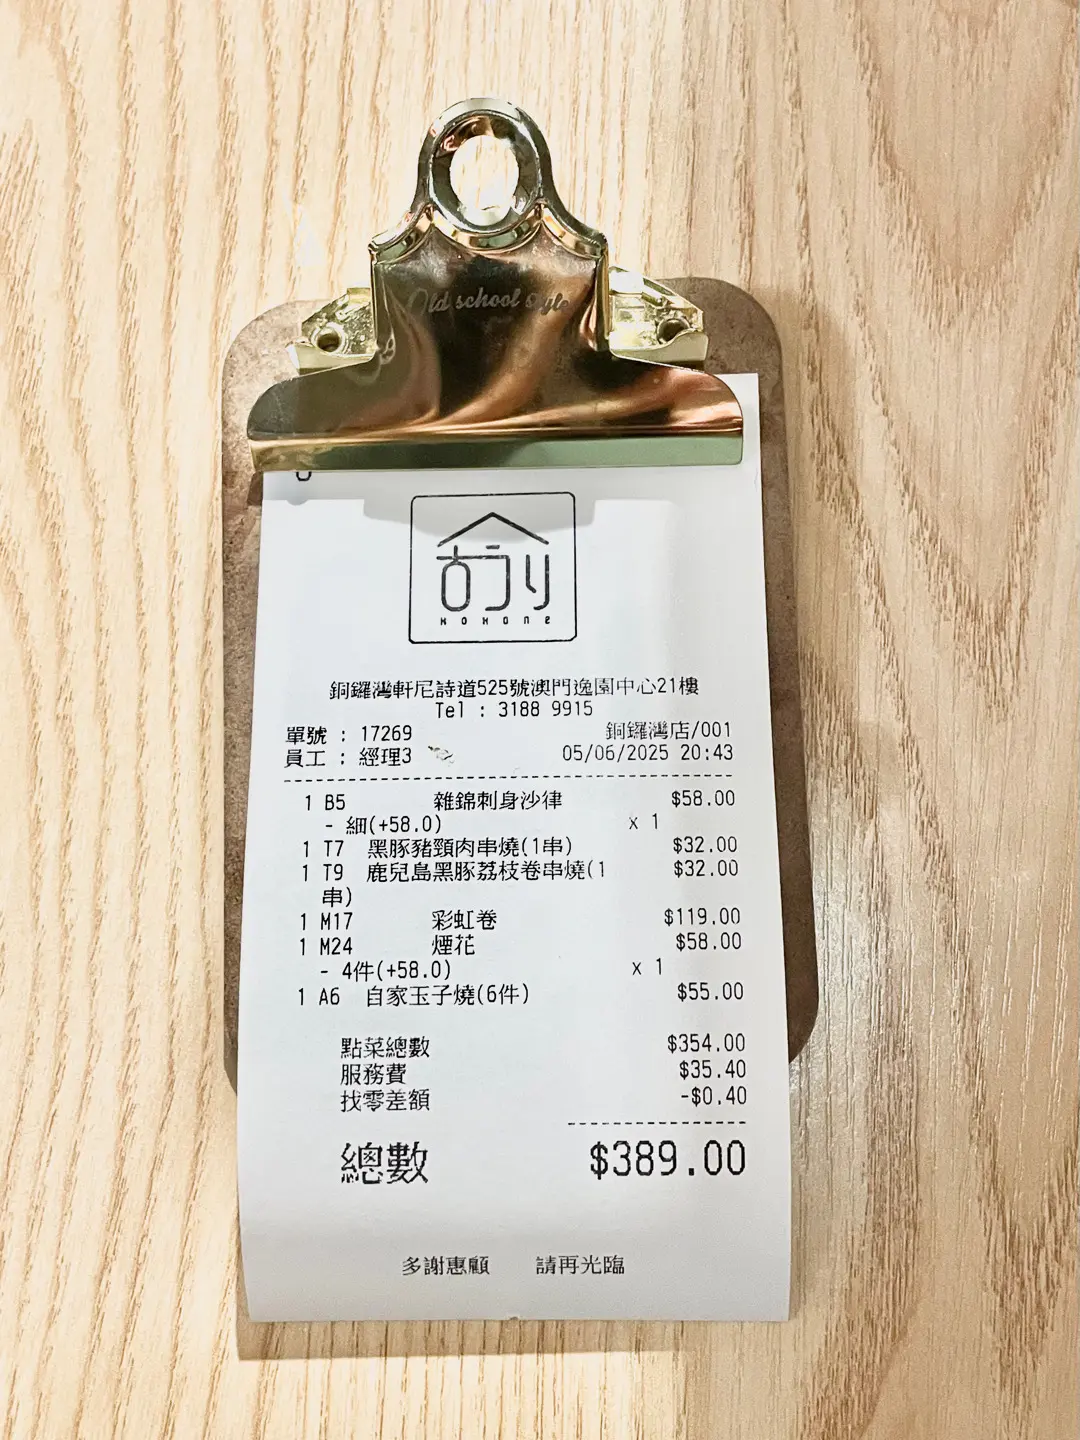 Old school style
古うり
KOKONE
銅鑼灣軒尼詩道525號澳門逸園中心21樓
Tel : 3188 9915
單號 : 17269 銅鑼灣店/001
員工 : 經理3 05/06/2025 20:43
1 B5 雜錦刺身沙律 $58.00
- 細(+58.0) x 1
1 T7 黑豚豬頸肉串燒(1串) $32.00
1 T9 鹿兒島黑豚荔枝卷串燒(1 $32.00
串)
1 M17 彩虹卷 $119.00
1 M24 煙花 $58.00
- 4件(+58.0) x 1
1 A6 自家玉子燒(6件) $55.00
點菜總數 $354.00
服務費 $35.40
找零差額 -$0.40
總數 $389.00
多謝惠顧 請再光臨